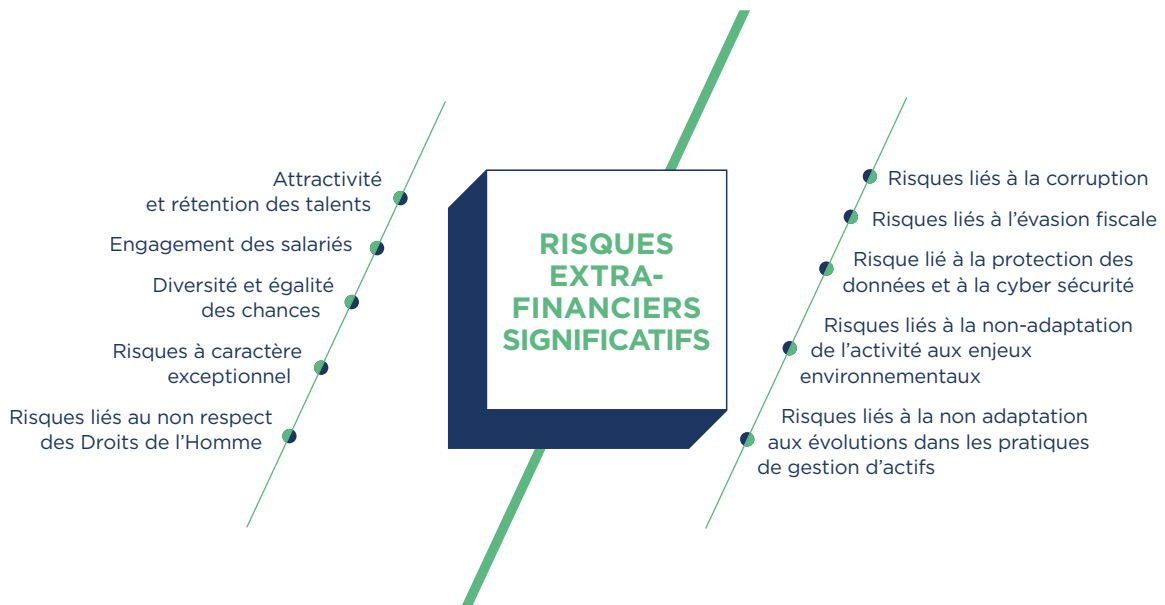 Attractivité
et rétention des talents
Engagement des salariés
Diversité et égalité
des chances
Risques à caractère
exceptionnel
Risques liés au non respect
des Droits de l’Homme
RISQUES
EXTRA-
FINANCIERS
SIGNIFICATIFS
Risques liés à la corruption
Risques liés à l’évasion fiscale
Risque lié à la protection des
données et à la cyber sécurité
Risques liés à la non-adaptation
de l’activité aux enjeux
environnementaux
Risques liés à la non adaptation
aux évolutions dans les pratiques
de gestion d’actifs